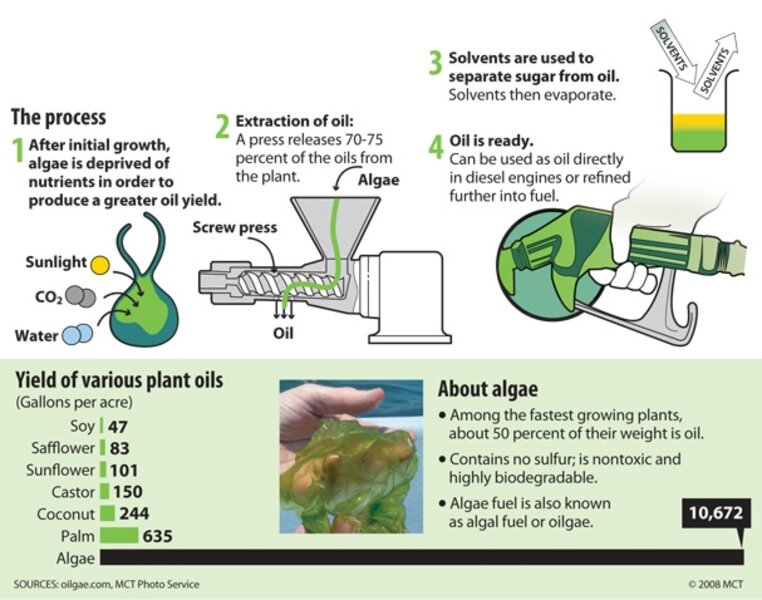 The process
1 After initial growth,
algae is deprived of
nutrients in order to
produce a greater oil yield.
Sunlight
CO₂
Water
2 Extraction of oil:
A press releases 70-75
percent of the oils from
the plant.
Algae
Screw press
Oil
3 Solvents are used to
separate sugar from oil.
Solvents then evaporate.
SOLVENTS
SOLVENTS
4 Oil is ready.
Can be used as oil directly
in diesel engines or refined
further into fuel.
Yield of various plant oils
(Gallons per acre)
Soy 47
Safflower 83
Sunflower 101
Castor 150
Coconut 244
Palm 635
Algae 10,672
About algae
• Among the fastest growing plants,
about 50 percent of their weight is oil.
• Contains no sulfur; is nontoxic and
highly biodegradable.
• Algae fuel is also known
as algal fuel or oilgae.
SOURCES: oilgae.com, MCT Photo Service
© 2008 MCT